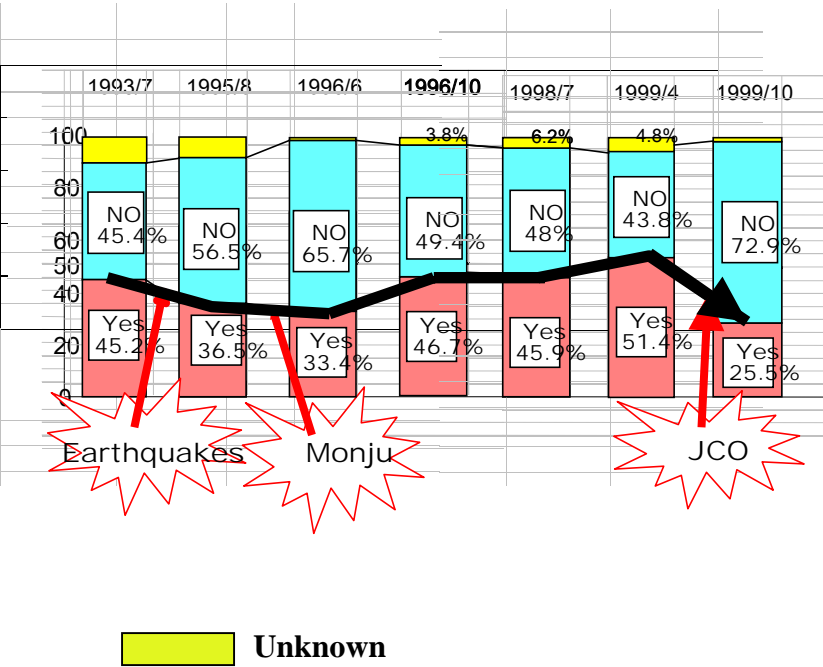 1993/7 1995/8 1996/6 1996/10 1998/7 1999/4 1999/10
100
3.8% 6.2% 4.8%
80
NO
45.4%
NO
56.5%
NO
65.7%
NO
49.4%
NO
48%
NO
43.8%
NO
72.9%
60
50
40
20
0
Yes
45.2%
Yes
36.5%
Yes
33.4%
Yes
46.7%
Yes
45.9%
Yes
51.4%
Yes
25.5%
Earthquakes
Monju
JCO
Unknown